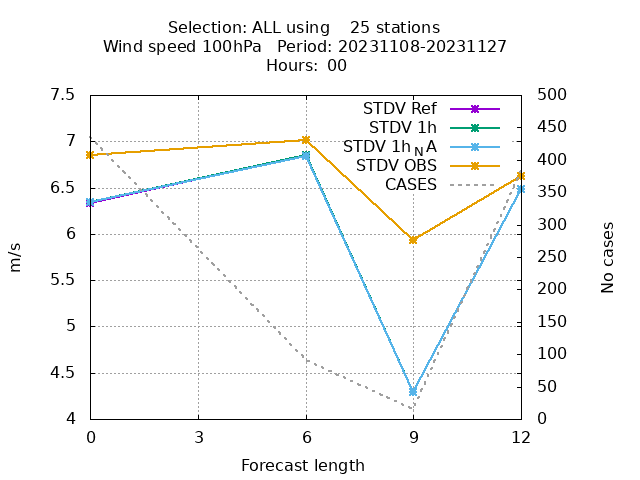 Selection: ALL using    25 stations
Wind speed 100hPa   Period: 20231108-20231127
Hours:  00
STDV Ref
STDV 1h
STDV 1h_NA
STDV OBS
CASES
7.5
7
6.5
6
5.5
5
4.5
4
500
450
400
350
300
250
200
150
100
50
0
m/s
No cases
0 3 6 9 12
Forecast length